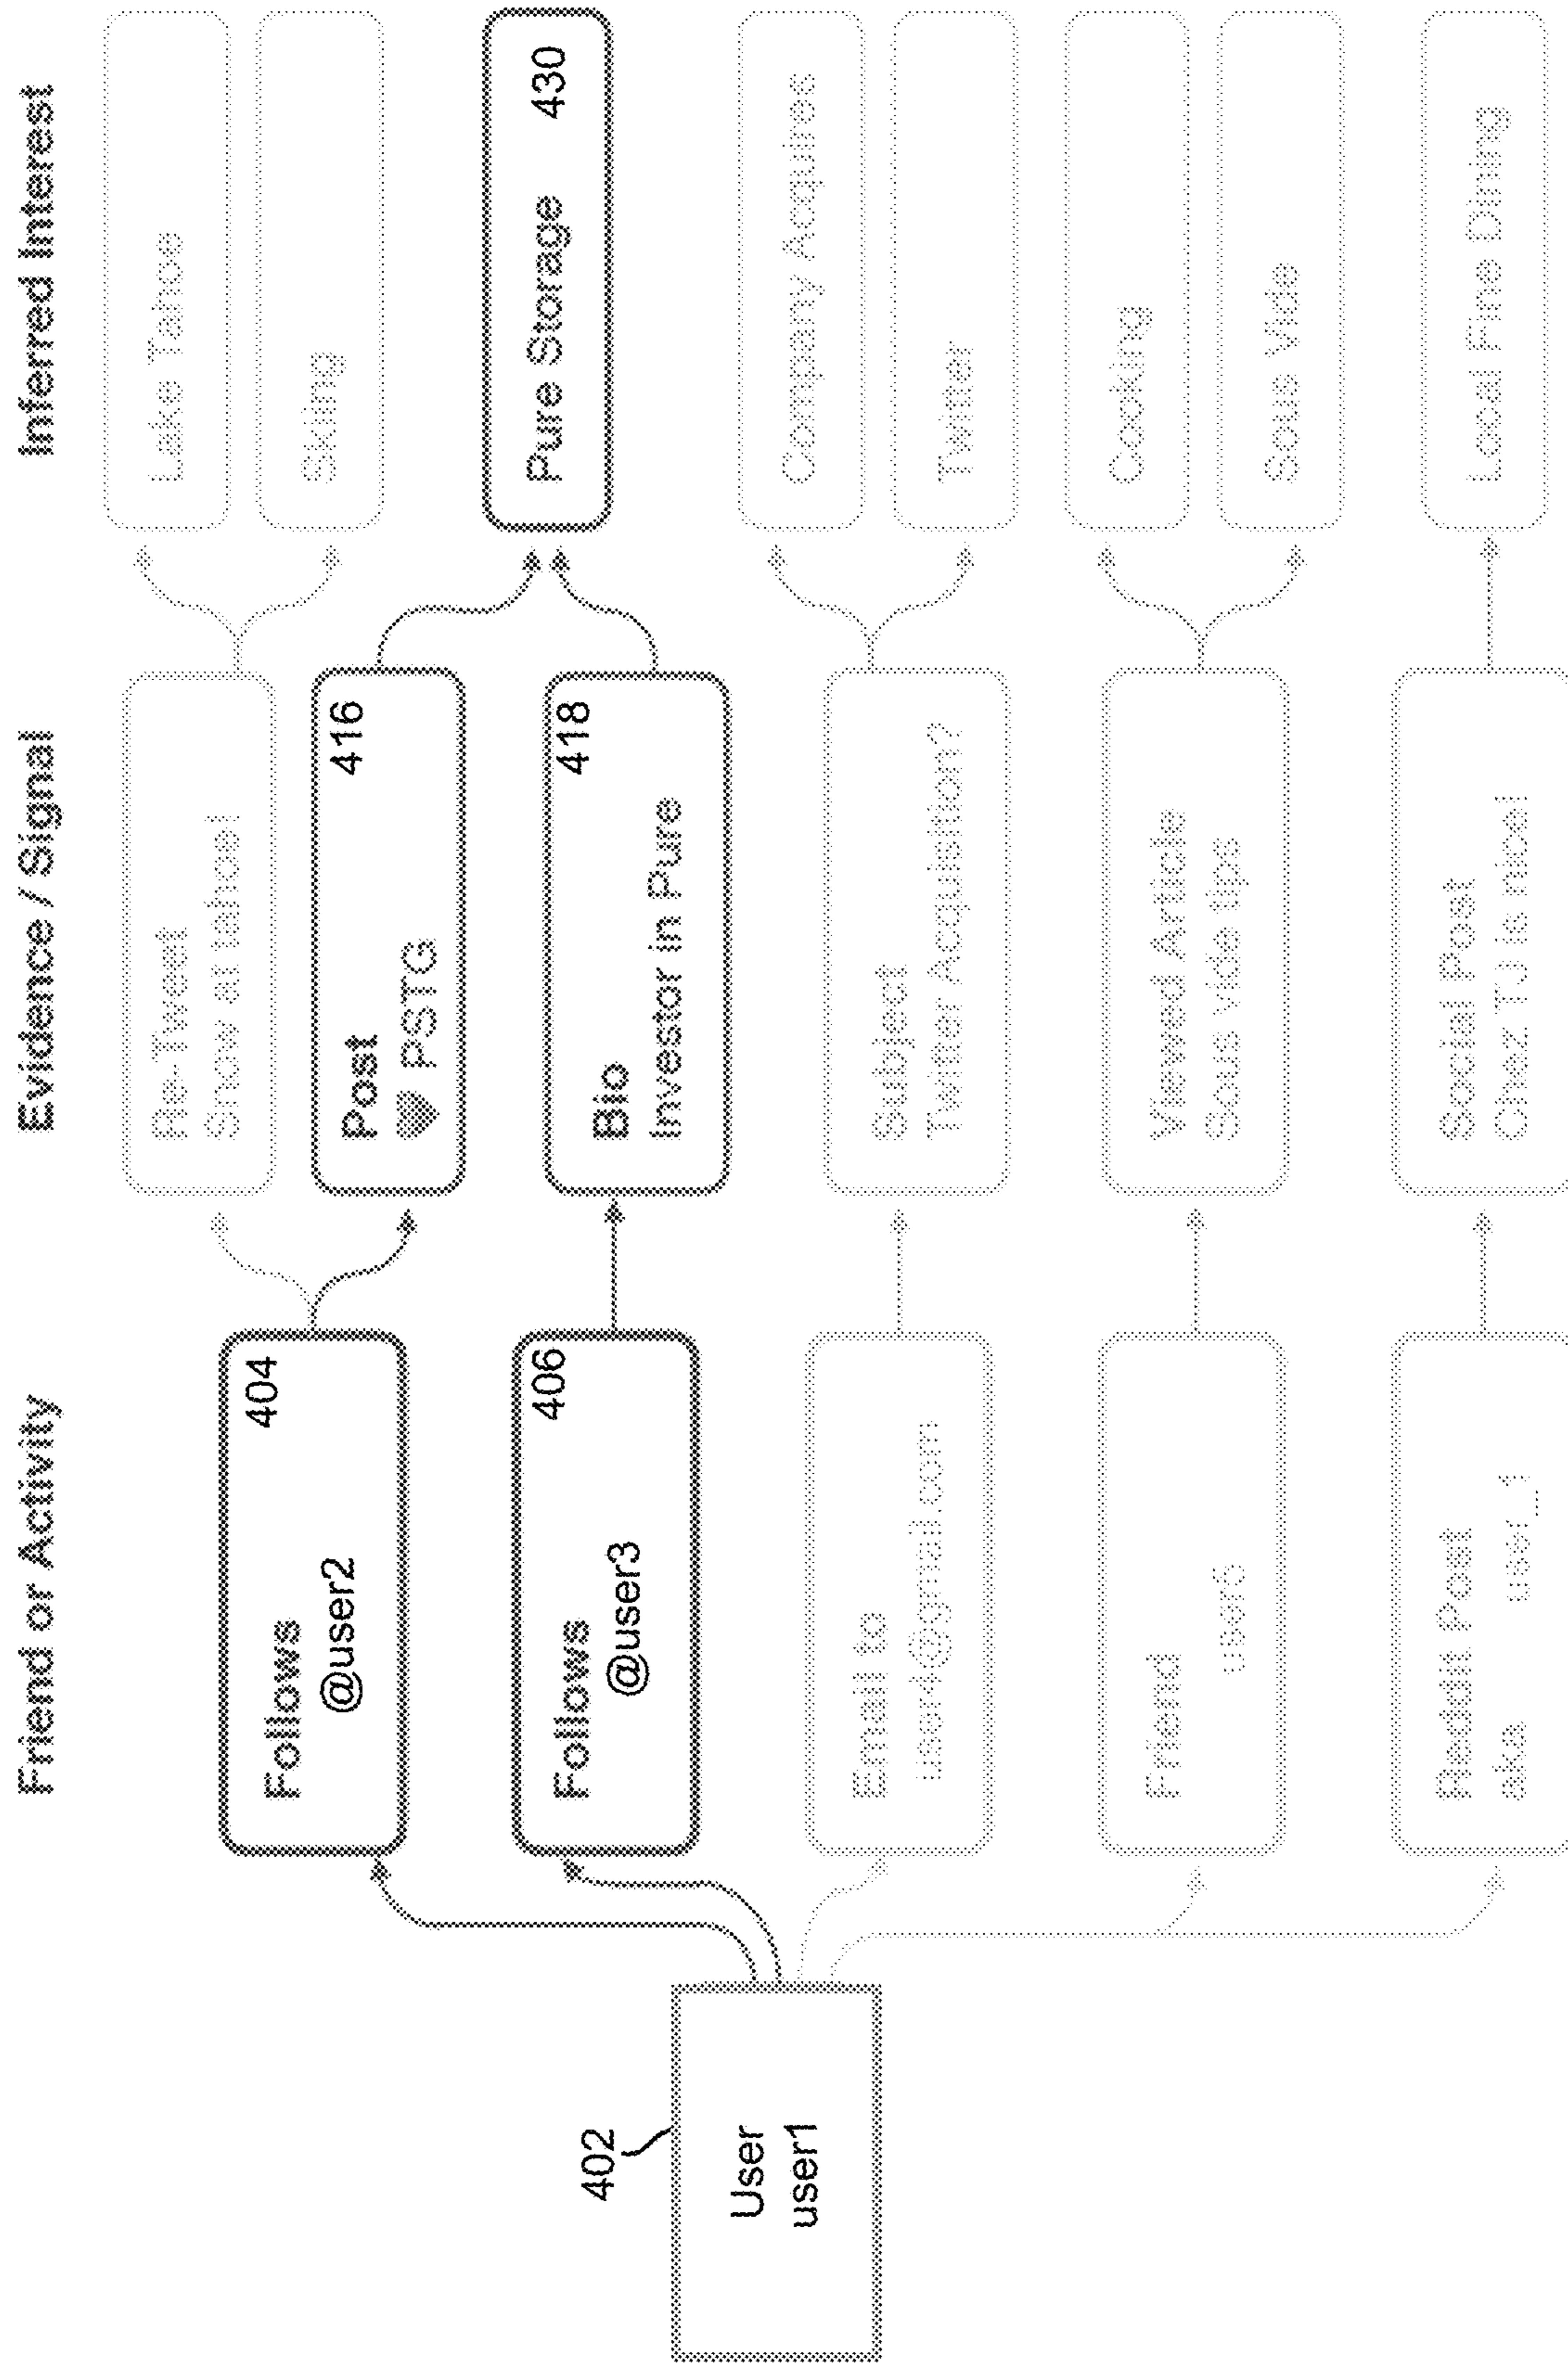 Friend or Activity
Evidence / Signal
Inferred Interest
402
User
user1
404
Follows
@user2
406
Follows
@user3
Email to
user4@gmail.com
Friend
Reddit Post
aka user_1
Re-Tweet
Snow at tahoe!
416
Post
♥ PSTG
418
Bio
Investor in Pure
Subject
Twitter Acquisition?
Viewed Article
Sous vide tips
Social Post
Chez TJ is nice!
Lake Tahoe
Skiing
Pure Storage 430
Company Acquires
Twitter
Cooking
Sous Vide
Local Fine Dining